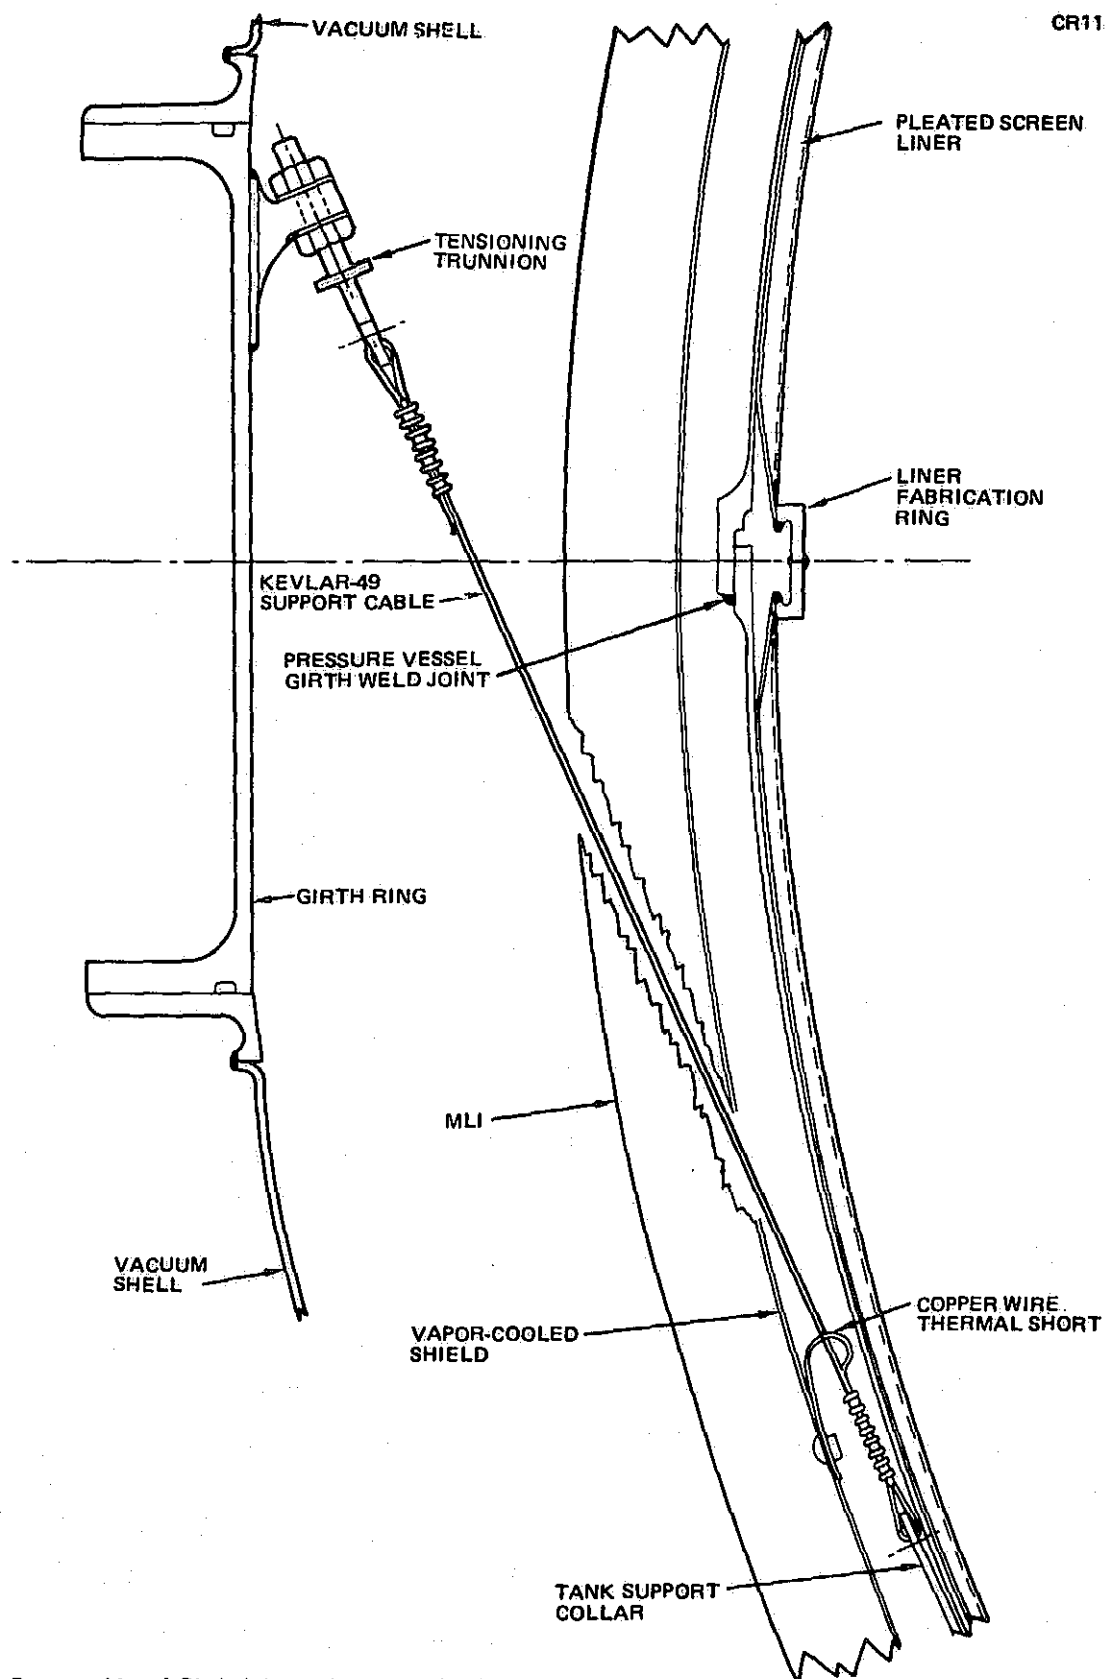 VACUUM SHELL
CR11
PLEATED SCREEN
LINER
TENSIONING
TRUNNION
LINER
FABRICATION
RING
KEVLAR-49
SUPPORT CABLE
PRESSURE VESSEL
GIRTH WELD JOINT
GIRTH RING
MLI
VACUUM
SHELL
VAPOR-COOLED
SHIELD
COPPER WIRE
THERMAL SHORT
TANK SUPPORT
COLLAR